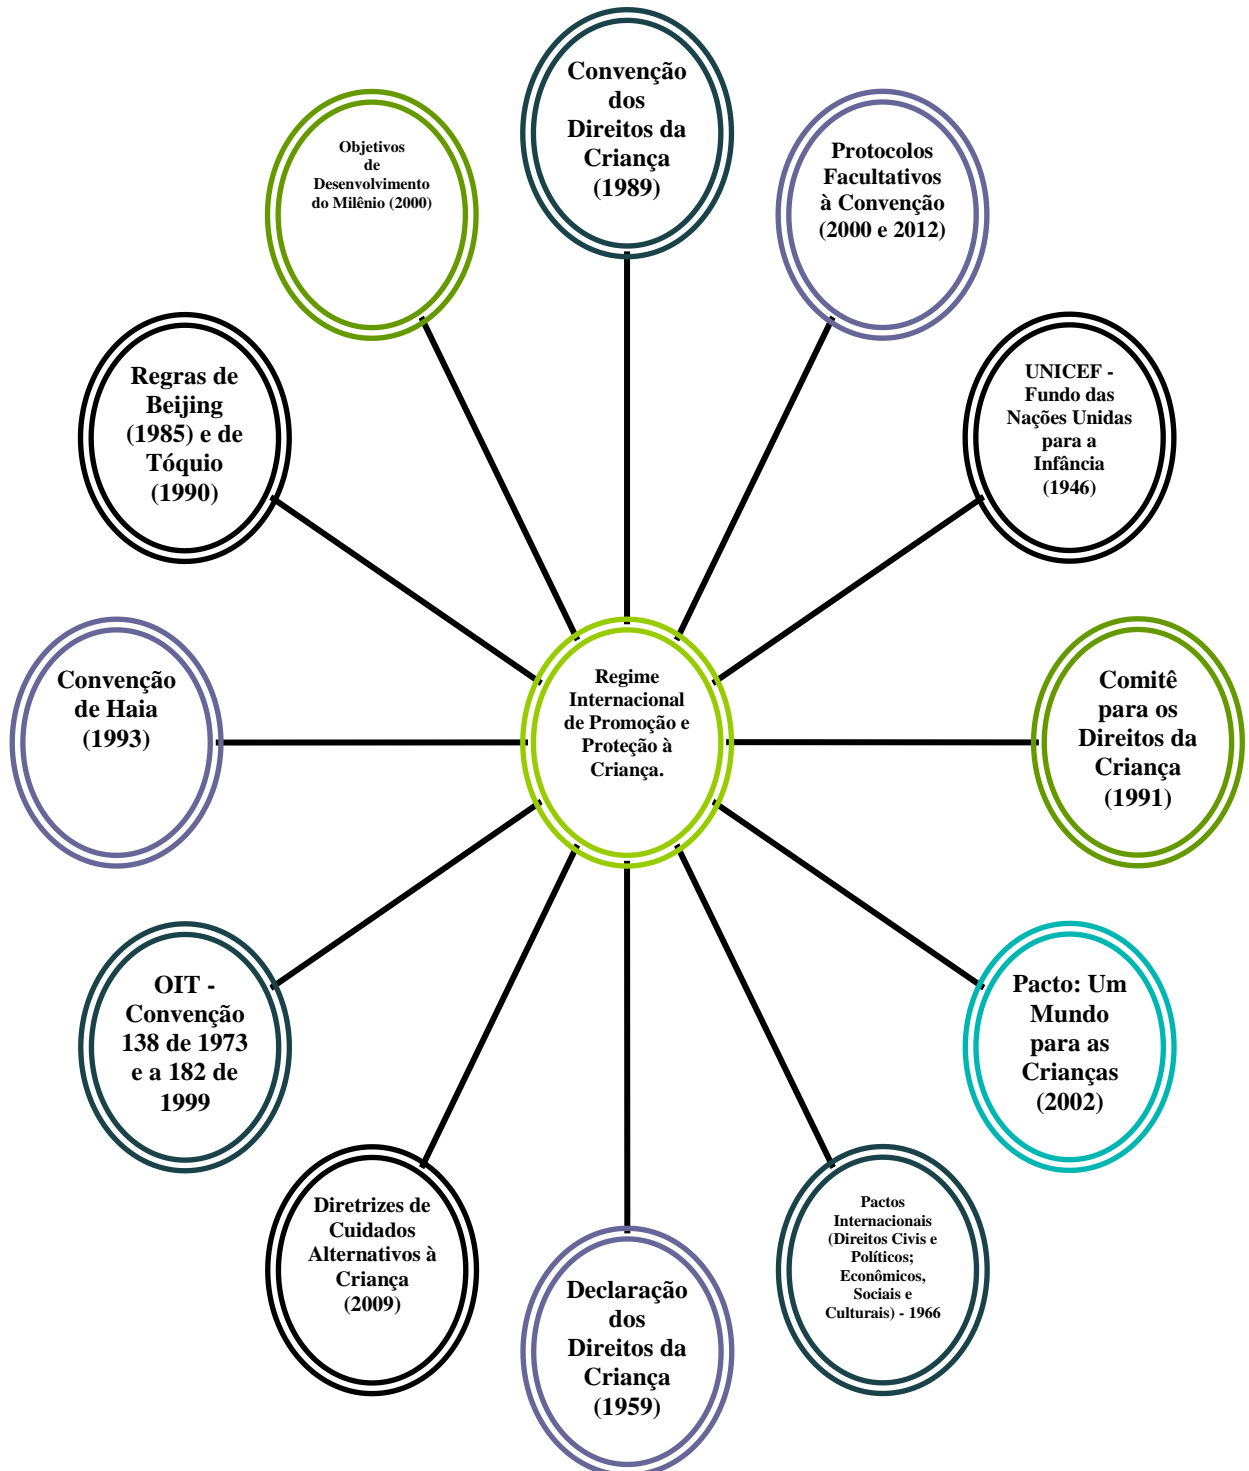 Convenção
dos
Direitos da
Criança
(1989)
Protocolos
Facultativos
à Convenção
(2000 e 2012)
UNICEF -
Fundo das
Nações Unidas
para a
Infância
(1946)
Comitê
para os
Direitos da
Criança
(1991)
Pacto: Um
Mundo
para as
Crianças
(2002)
Pactos
Internacionais
(Direitos Civis e
Políticos;
Econômicos,
Sociais e
Culturais) - 1966
Declaração
dos
Direitos da
Criança
(1959)
Diretrizes de
Cuidados
Alternativos à
Criança
(2009)
OIT -
Convenção
138 de 1973
e a 182 de
1999
Convenção
de Haia
(1993)
Regras de
Beijing
(1985) e de
Tóquio
(1990)
Objetivos
de
Desenvolvimento
do Milênio (2000)
Regime
Internacional
de Promoção e
Proteção à
Criança.